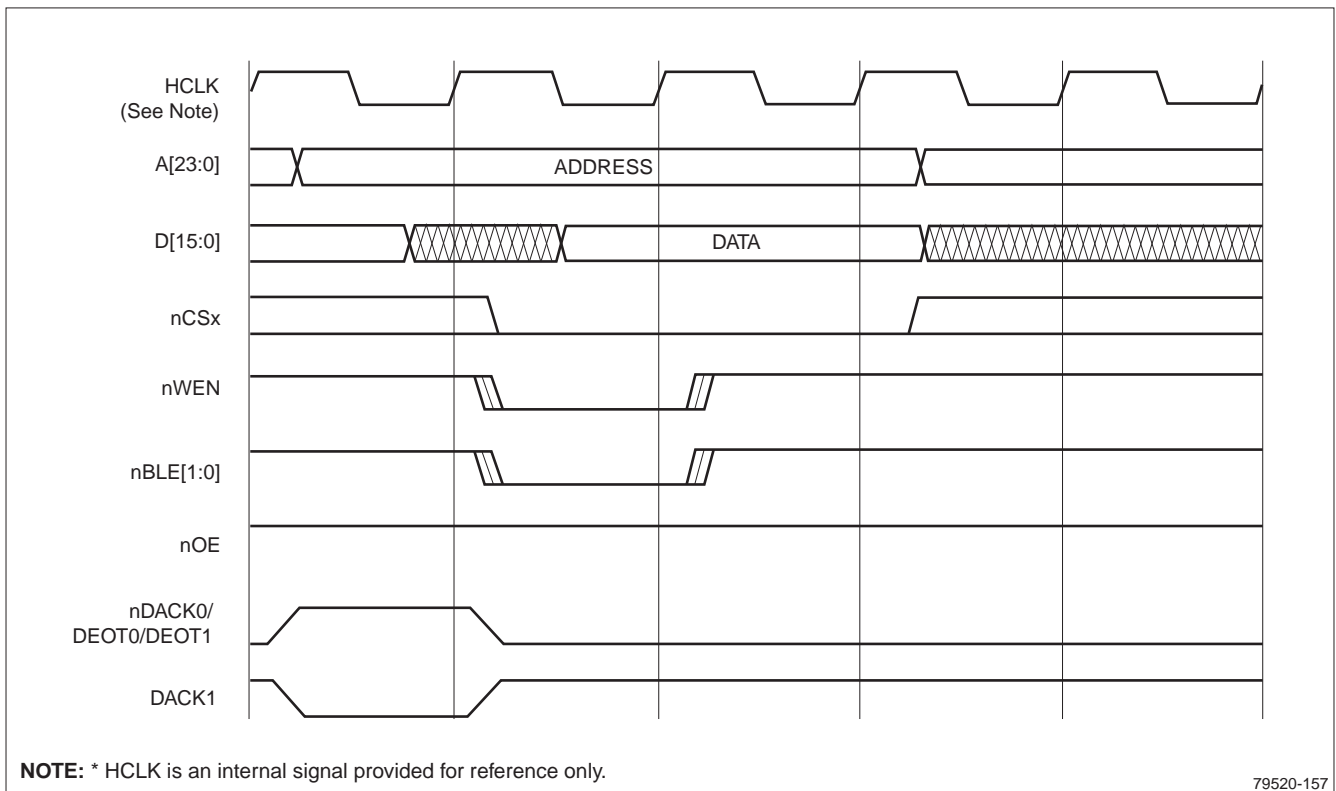 HCLK
(See Note)
A[23:0]
ADDRESS
D[15:0]
DATA
nCSx
nWEN
nBLE[1:0]
nOE
nDACK0/
DEOT0/DEOT1
DACK1
NOTE: * HCLK is an internal signal provided for reference only.
79520-157